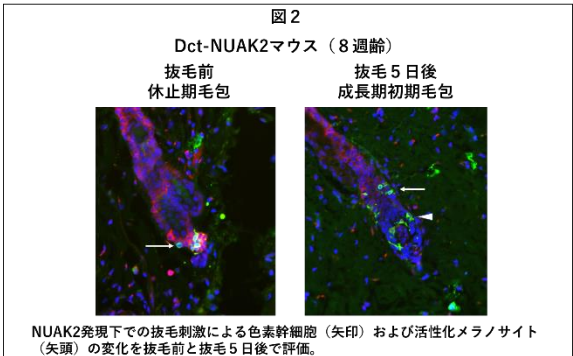 図２
Dct-NUAK2マウス（８週齢）
抜毛前
休止期毛包
抜毛５日後
成長期初期毛包
NUAK2発現下での抜毛刺激による色素幹細胞（矢印）および活性化メラノサイト
（矢頭）の変化を抜毛前と抜毛５日後で評価。